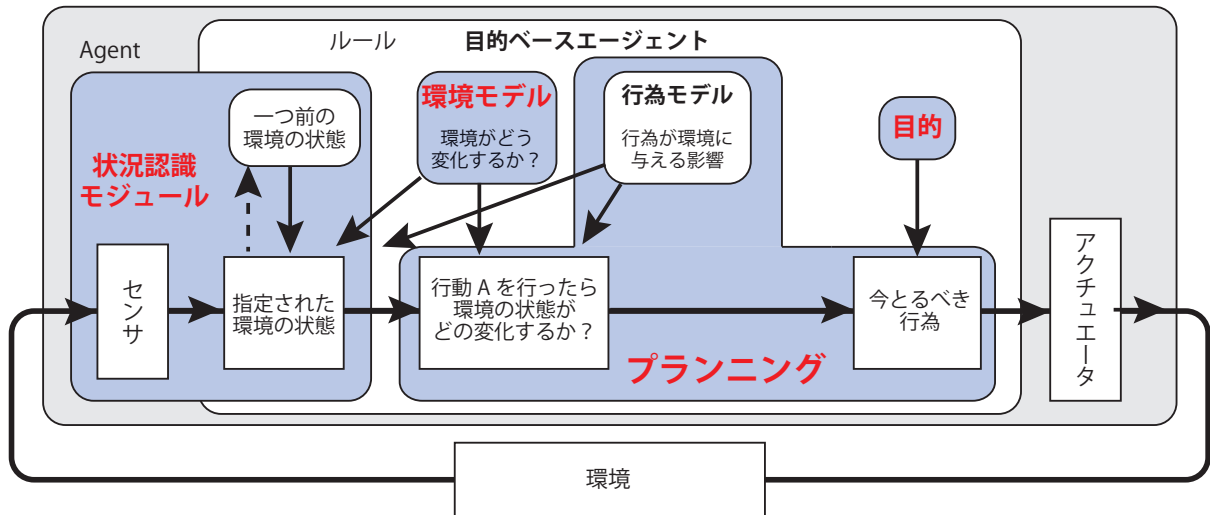 Agent
ルール
目的ベースエージェント
一つ前の
環境の状態
環境モデル
環境がどう
変化するか？
行為モデル
行為が環境に
与える影響
目的
状況認識
モジュール
センサ
指定された
環境の状態
行動 A を行ったら
環境の状態が
どの変化するか？
今とるべき
行為
アクチュエータ
プランニング
環境